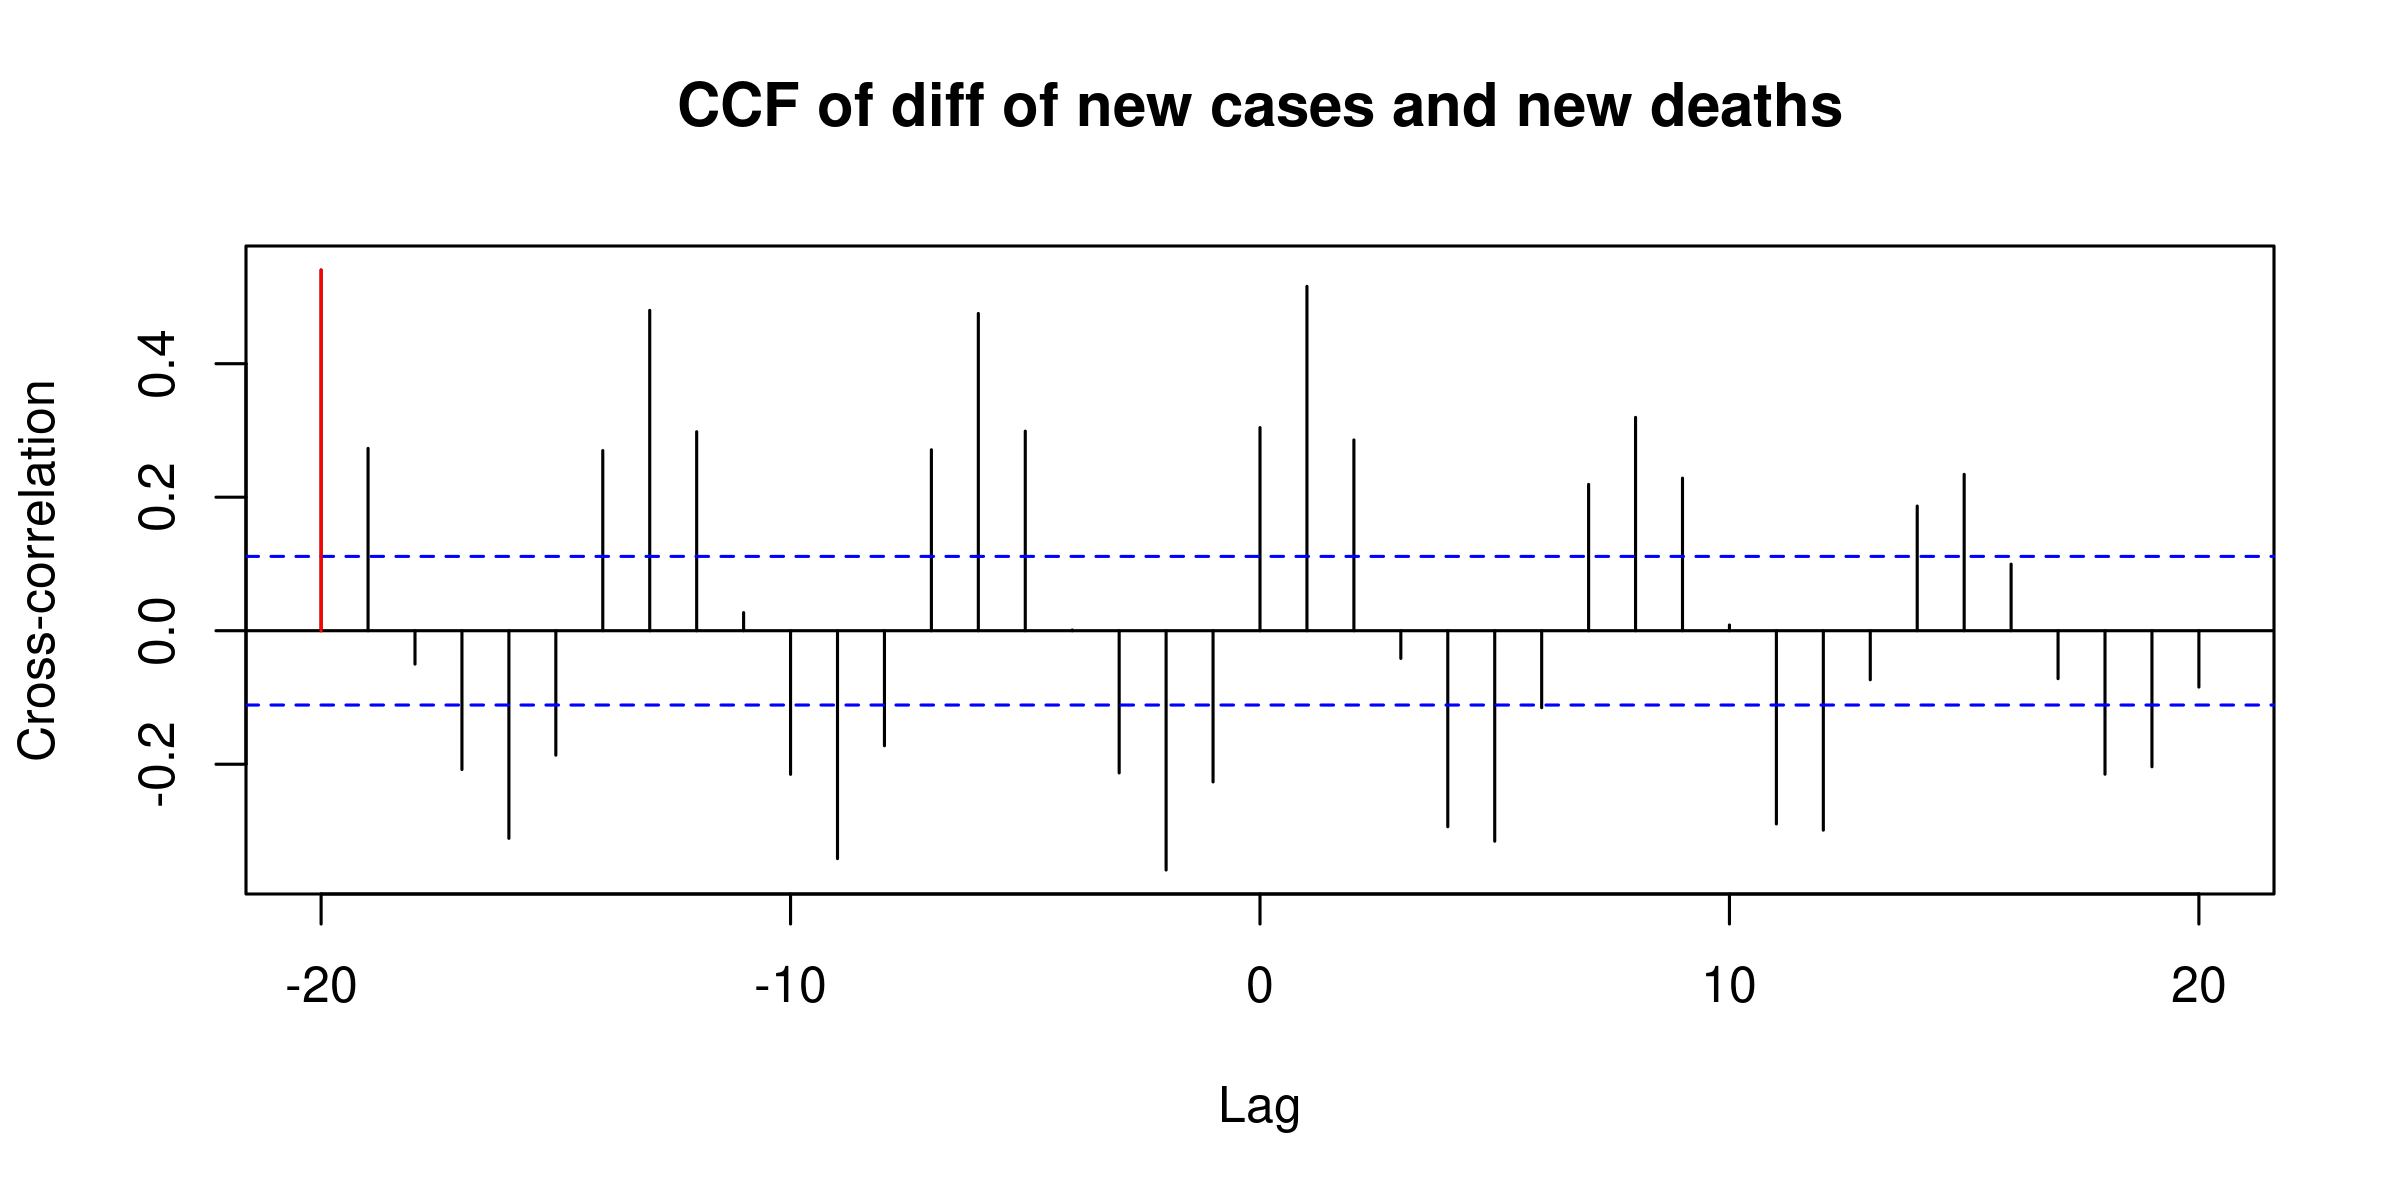 CCF of diff of new cases and new deaths
Cross-correlation
0.4
0.2
0.0
-0.2
-20 -10 0 10 20
Lag